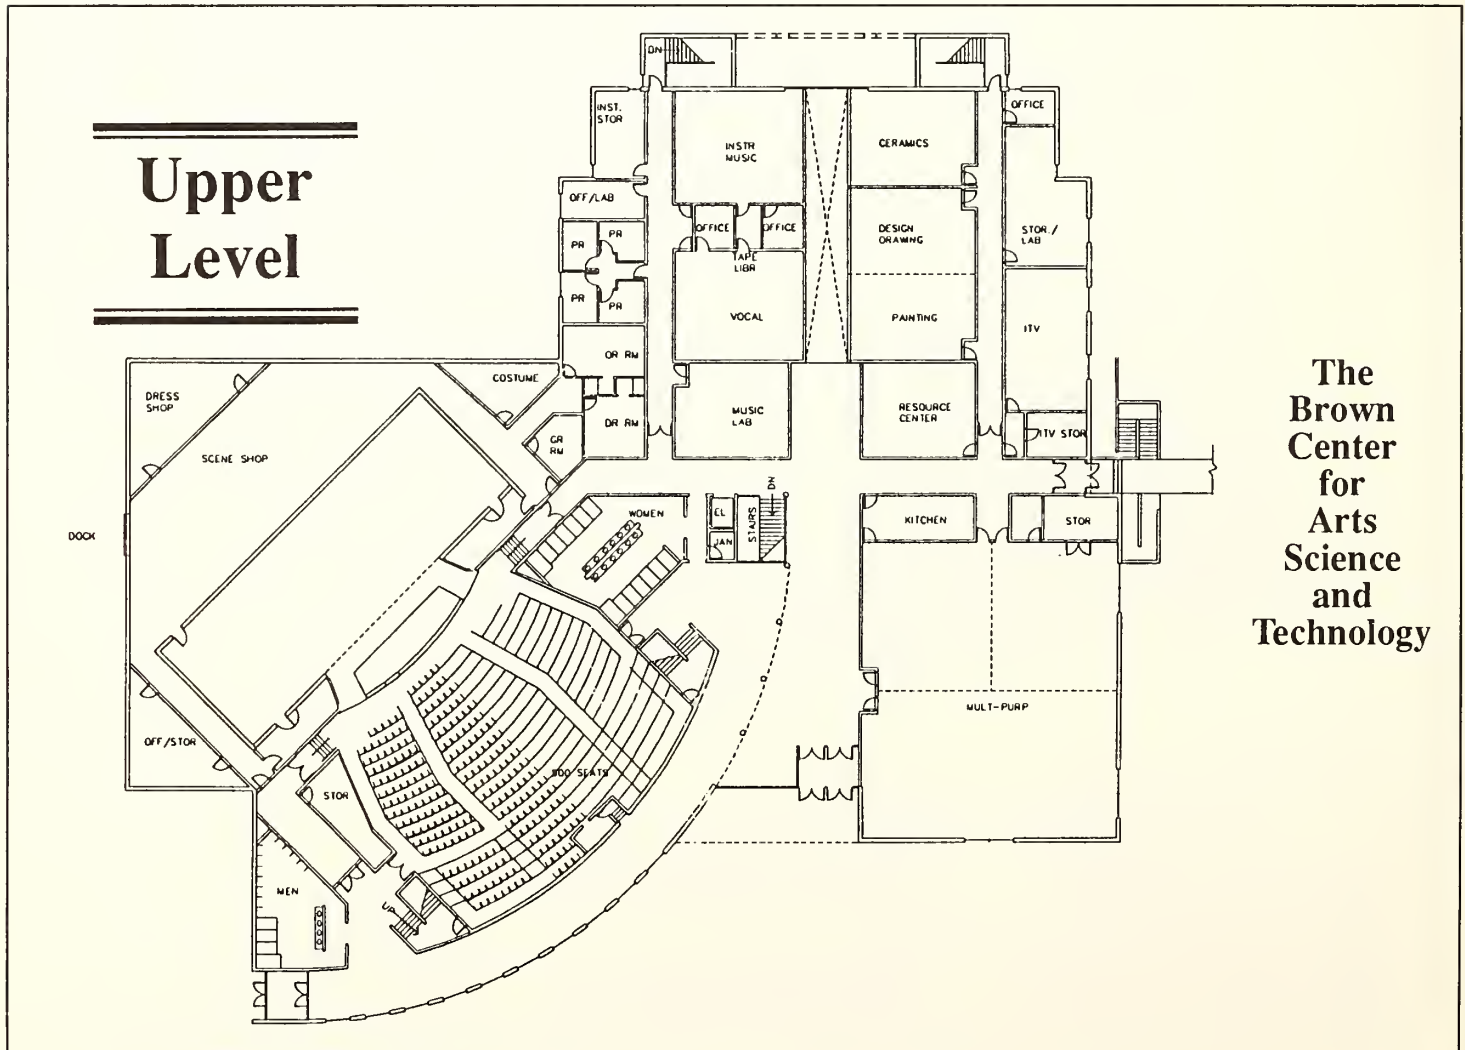 Upper
Level
The
Brown
Center
for
Arts
Science
and
Technology
DN
INST.
STOR
INSTR
MUSIC
CERAMICS
OFFICE
OFF/LAB
OFFICE
OFFICE
DESIGN
DRAWING
STOR./
LAB
PR
PR
TAPE
LIBR
PR
PR
VOCAL
PAINTING
ITV
DR RM
COSTUME
DRESS
SHOP
DR RM
MUSIC
LAB
RESOURCE
CENTER
GR
RM
ITV STOR
SCENE SHOP
DN
WOMEN
EL
STAIRS
KITCHEN
STOR
DOCK
JAN
MULT-PURP
OFF/STOR
500 SEATS
STOR
MEN
UP